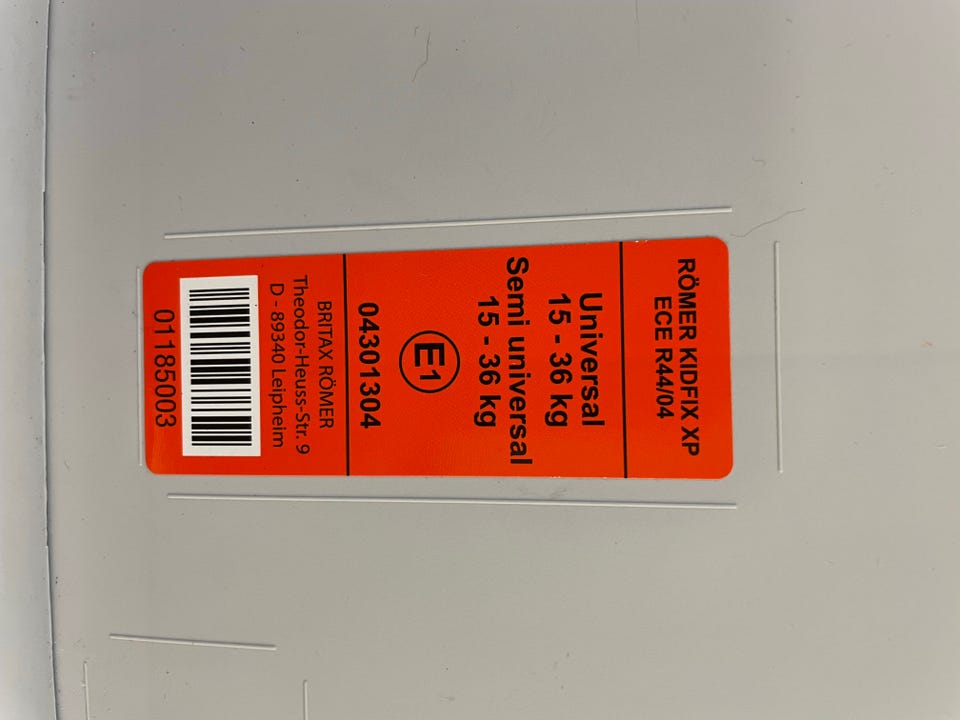 RÖMER KIDFIX XP
ECE R44/04
Universal
15 - 36 kg
Semi universal
15 - 36 kg
E1
04301304
BRITAX RÖMER
Theodor-Heuss-Str. 9
D - 89340 Leipheim
01185003